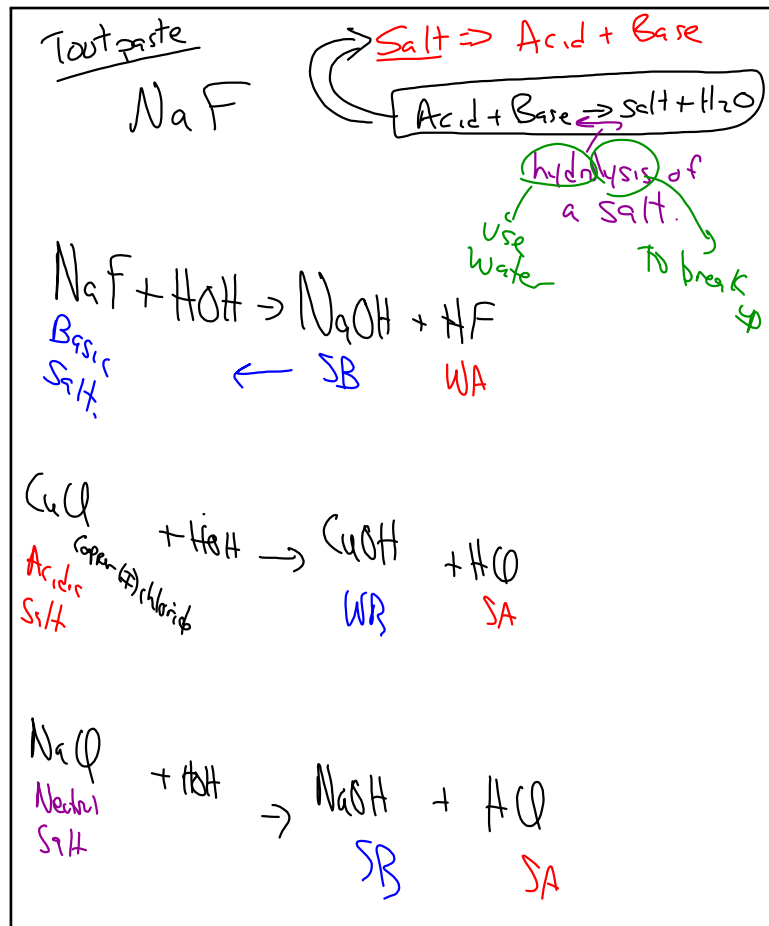 Toutpaste
NaF
Salt ⇒ Acid + Base
Acid + Base → Salt + H2O
hydrolysis of
a salt.
Use
Water
To break
up
NaF + HOH → NaOH + HF
Basic
Salt.
← SB
WA
CuCl + HOH → CuOH + HCl
Copper (I) chloride
Acidic
Salt
WB
SA
NaCl + HOH → NaOH + HCl
Neutral
Salt
SB
SA